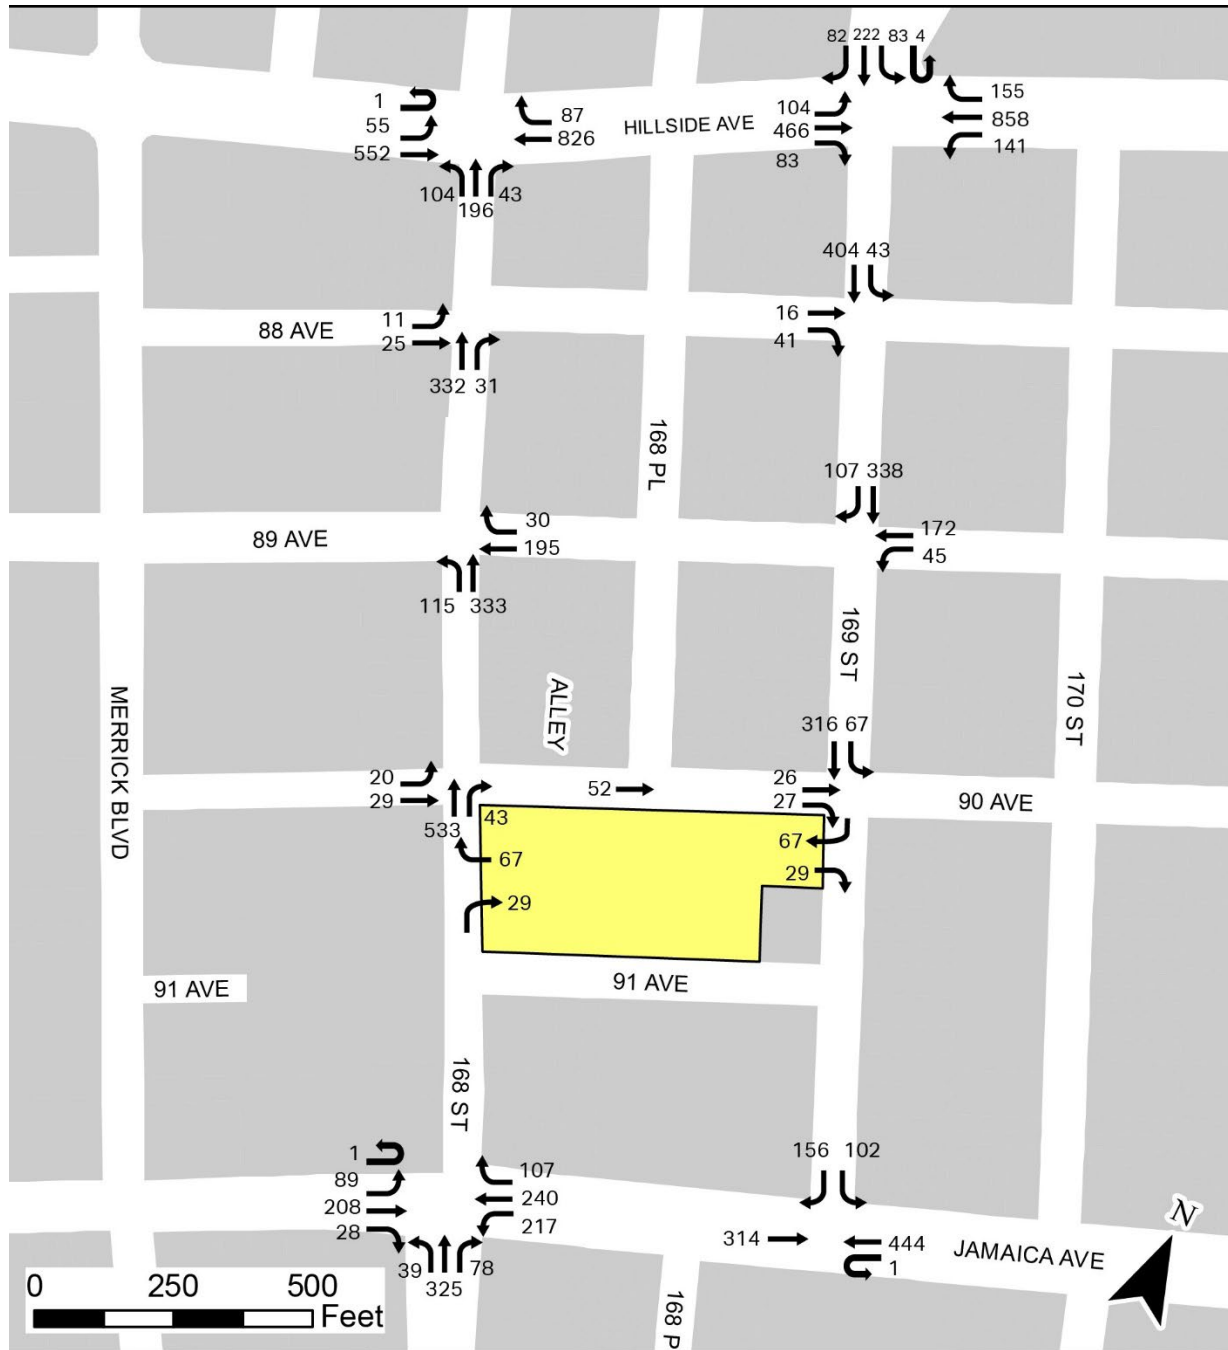 82 222 83 4
1
87
104
155
55
HILLSIDE AVE
466
858
552
826
83
141
104
43
196
404 43
11
16
88 AVE
25
41
332 31
168 PL
107 338
30
172
89 AVE
195
45
115 333
169 ST
ALLEY
170 ST
MERRICK BLVD
316 67
20
52
26
29
27
90 AVE
533
43
67
67
29
29
91 AVE
91 AVE
168 ST
1
156 102
89
107
208
240
28
217
314
444
JAMAICA AVE
1
39
325
78
N
0 250 500
Feet
168 P